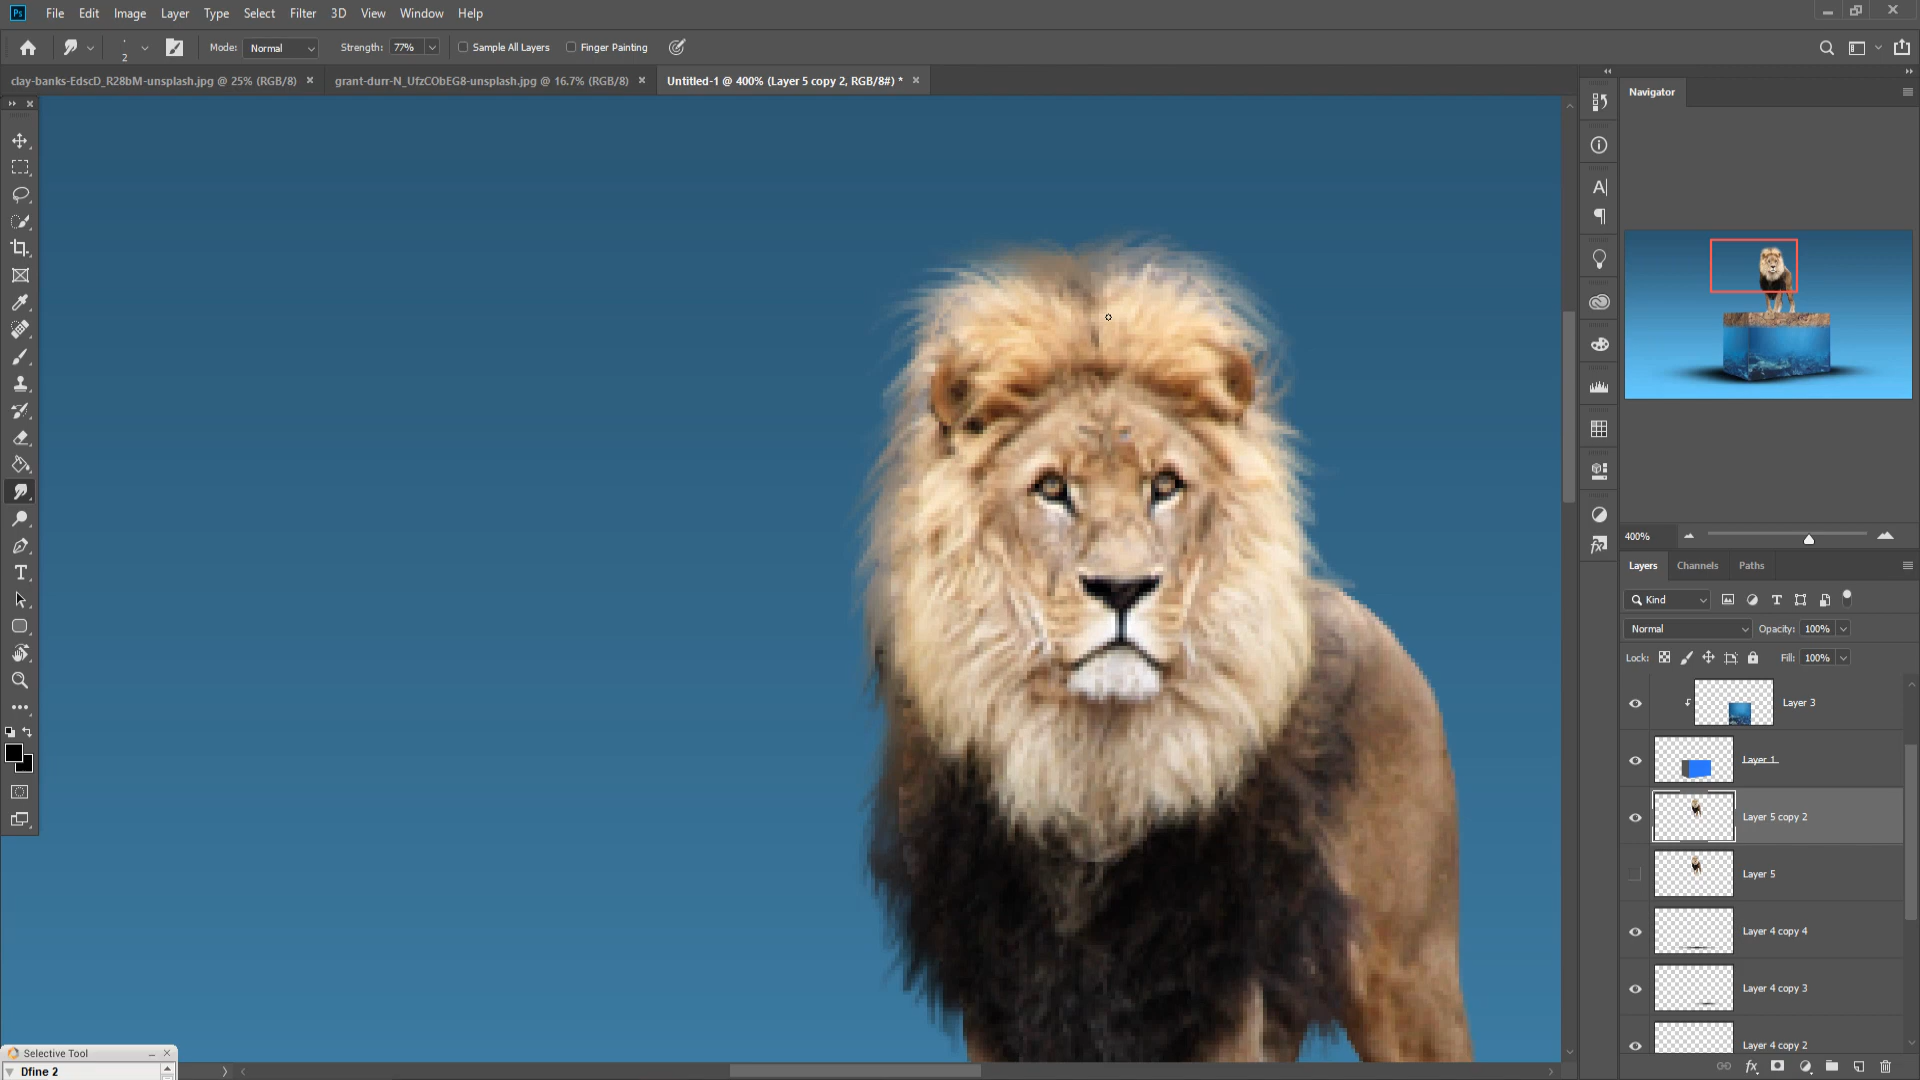 Ps File Edit Image Layer Type Select Filter 3D View Window Help
2 Mode: Normal Strength: 77% Sample All Layers Finger Painting
clay-banks-EdscD_R28bM-unsplash.jpg @ 25% (RGB/8) × grant-durr-N_UfzCObEG8-unsplash.jpg @ 16.7% (RGB/8) × Untitled-1 @ 400% (Layer 5 copy 2, RGB/8#) * ×
Navigator
400%
Layers Channels Paths
Kind
Normal Opacity: 100%
Lock: Fill: 100%
Layer 3
Layer 1
Layer 5 copy 2
Layer 5
Layer 4 copy 4
Layer 4 copy 3
Layer 4 copy 2
Selective Tool
Dfine 2